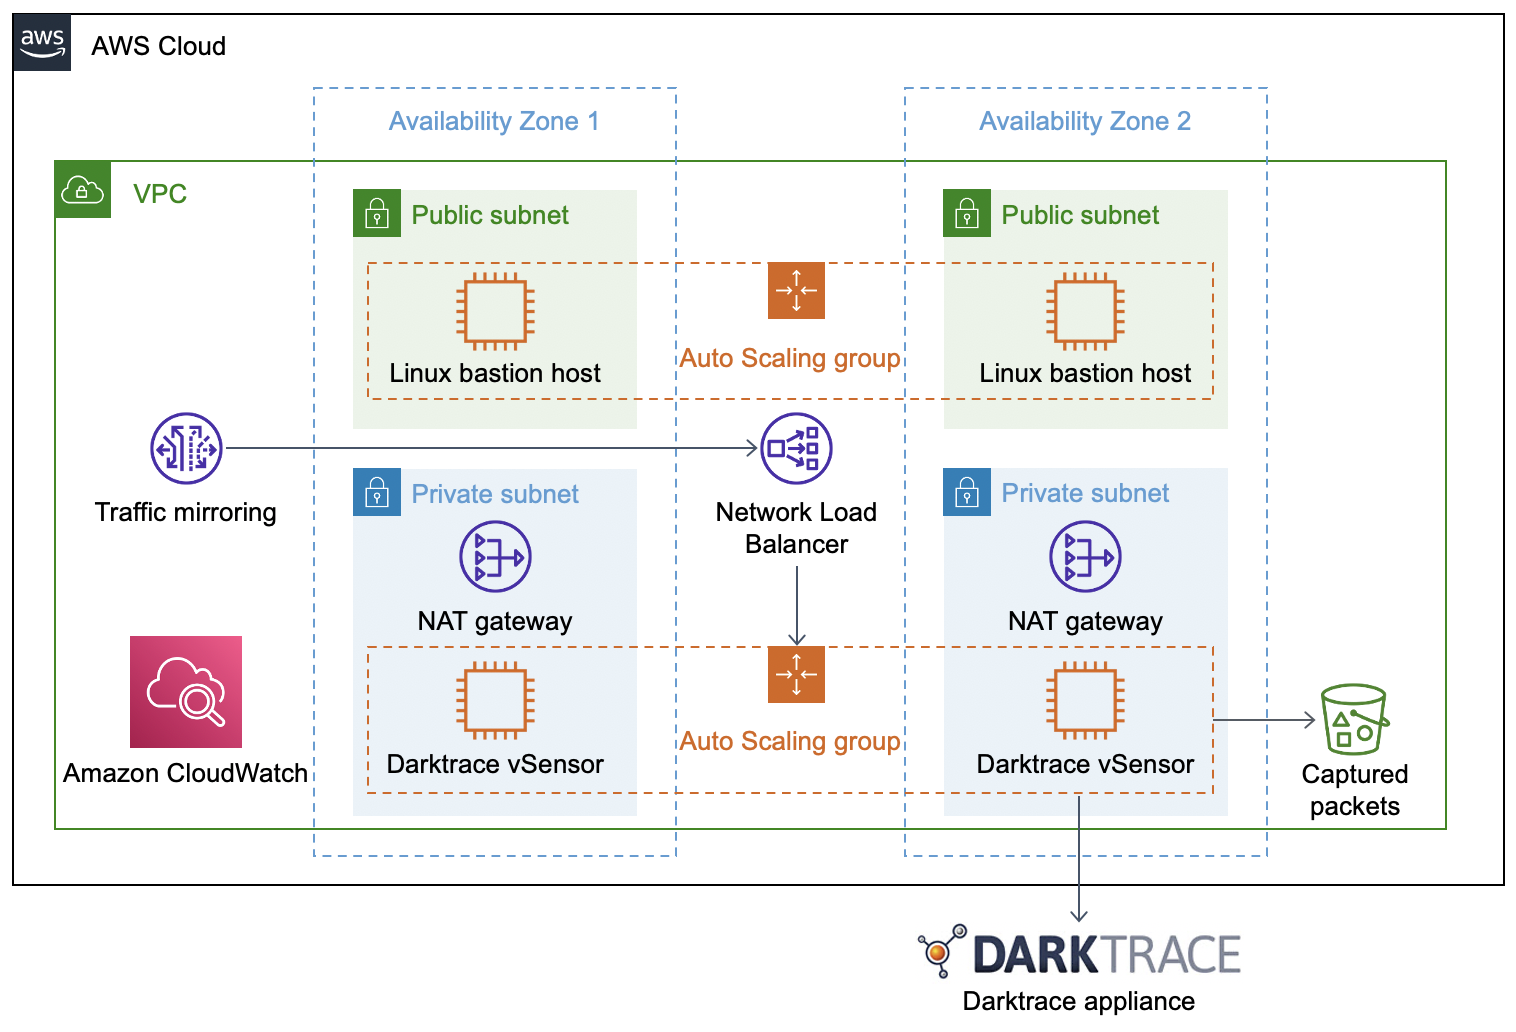 aws
AWS Cloud
Availability Zone 1
Availability Zone 2
VPC
Public subnet
Public subnet
Linux bastion host
Auto Scaling group
Linux bastion host
Traffic mirroring
Network Load
Balancer
Private subnet
Private subnet
NAT gateway
NAT gateway
Amazon CloudWatch
Darktrace vSensor
Auto Scaling group
Darktrace vSensor
Captured
packets
DARKTRACE
Darktrace appliance